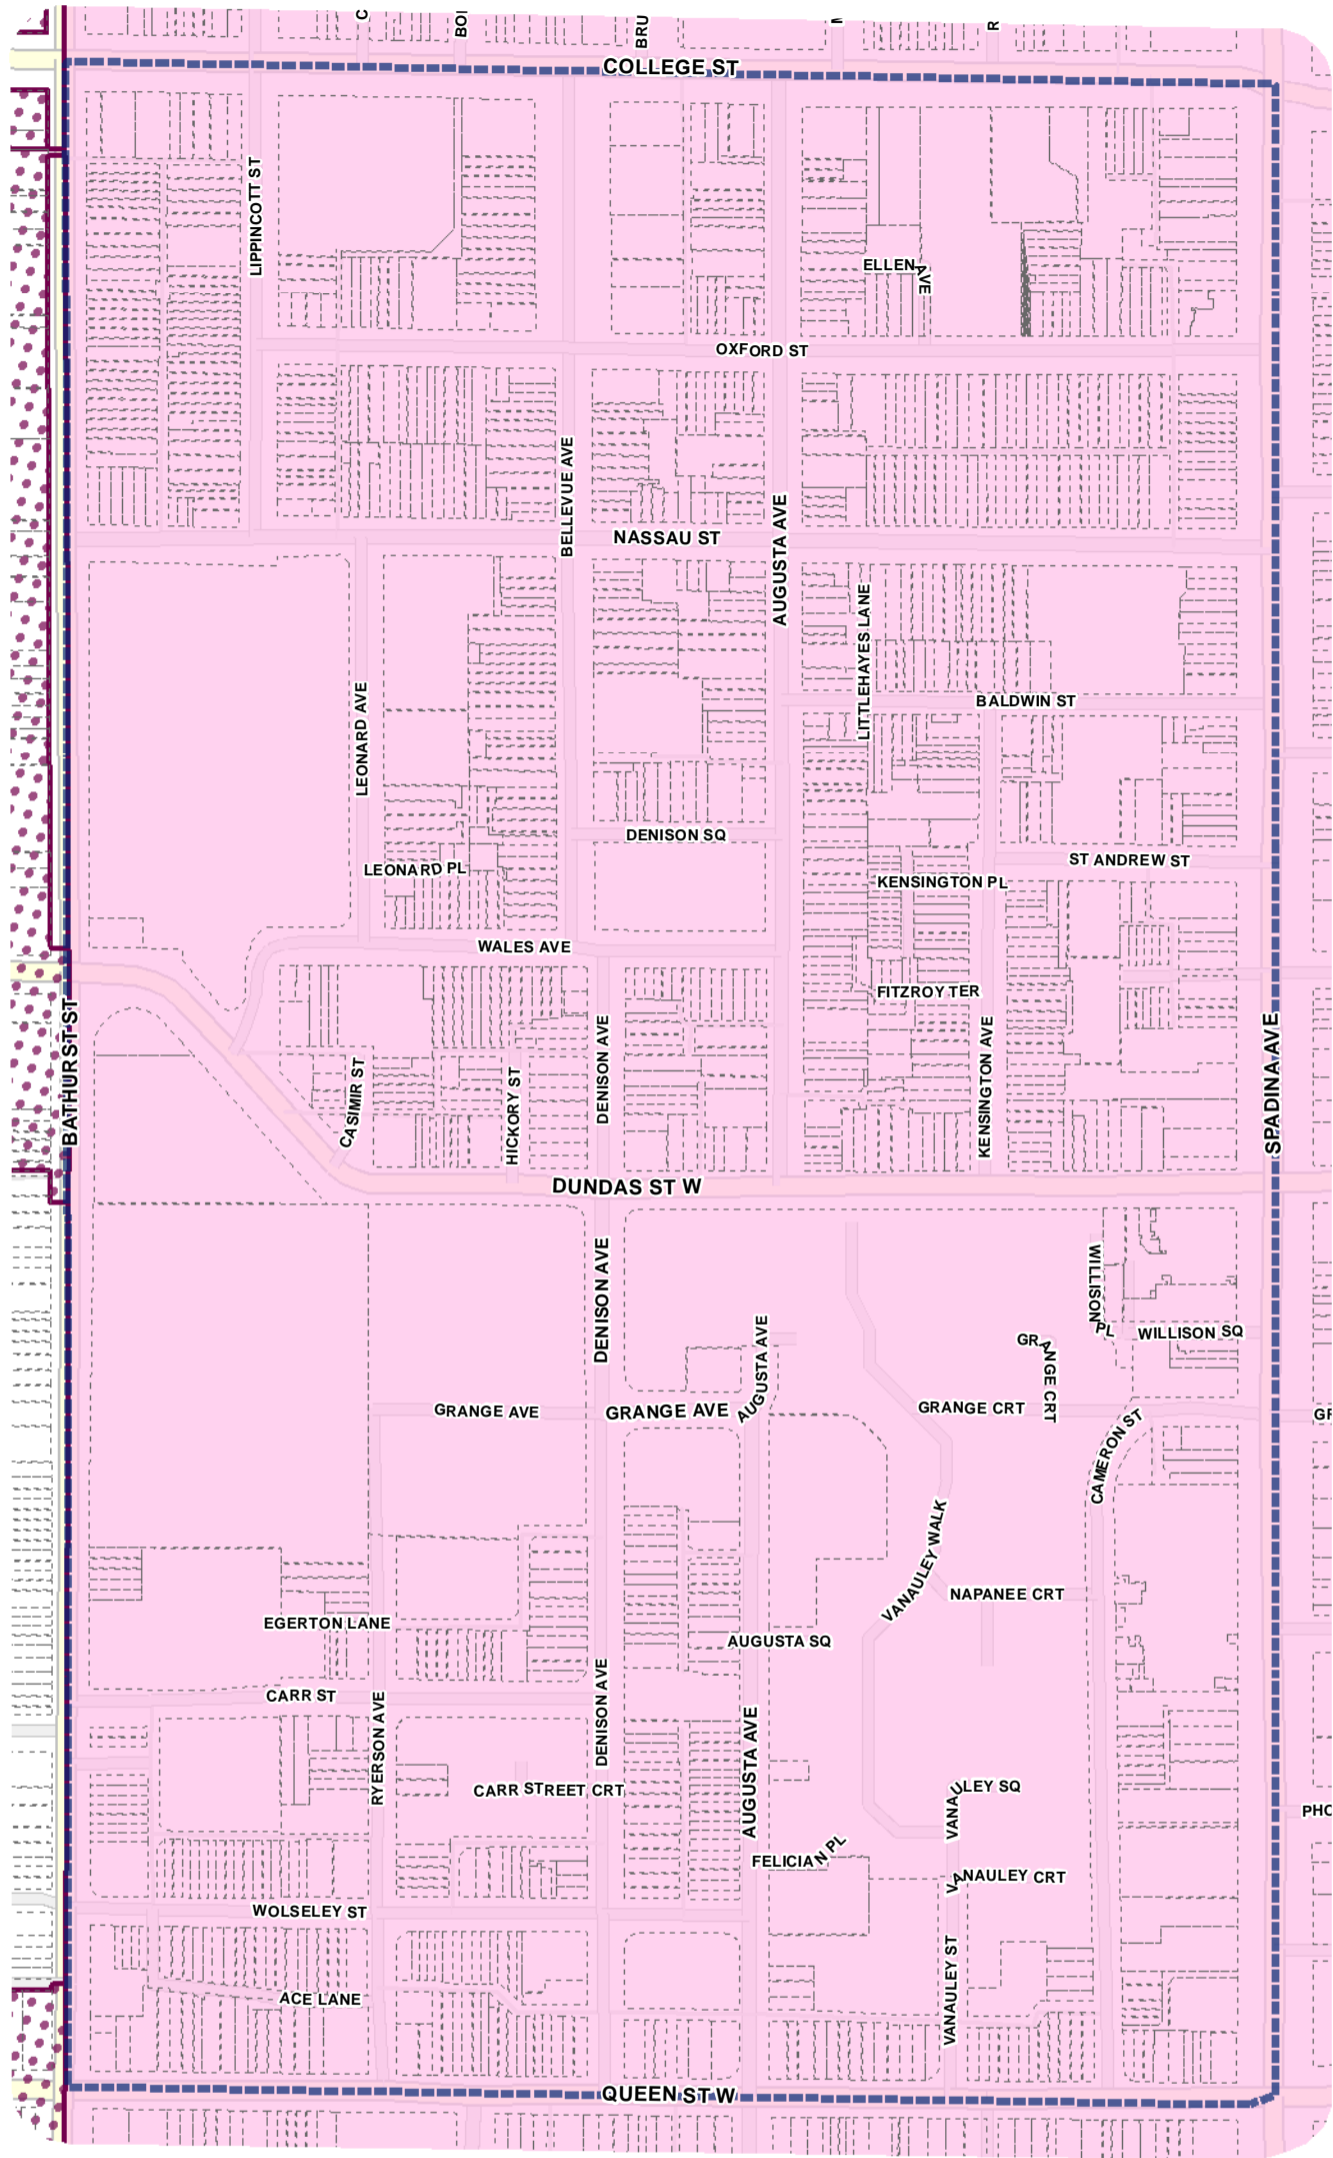 C
BRU
R
COLLEGE ST
LIPPINCOTT ST
ELLEN AVE
OXFORD ST
BELLEVUE AVE
AUGUSTA AVE
NASSAU ST
LITTLEHAYES LANE
LEONARD AVE
BALDWIN ST
DENISON SQ
ST ANDREW ST
LEONARD PL
KENSINGTON PL
WALES AVE
FITZROY TER
BATHURST ST
DENISON AVE
KENSINGTON AVE
SPADINA AVE
CASIMIR ST
HICKORY ST
DUNDAS ST W
DENISON AVE
WILLISON PL
WILLISON SQ
AUGUSTA AVE
GRANGE CRT
GRANGE AVE
GRANGE AVE
GRANGE CRT
CAMERON ST
GR
VANAULEY WALK
NAPANEE CRT
EGERTON LANE
AUGUSTA SQ
CARR ST
DENISON AVE
RYERSON AVE
AUGUSTA AVE
CARR STREET CRT
VANAULEY SQ
PHO
FELICIAN PL
VANAULEY CRT
WOLSELEY ST
VANAULEY ST
ACE LANE
QUEEN ST W